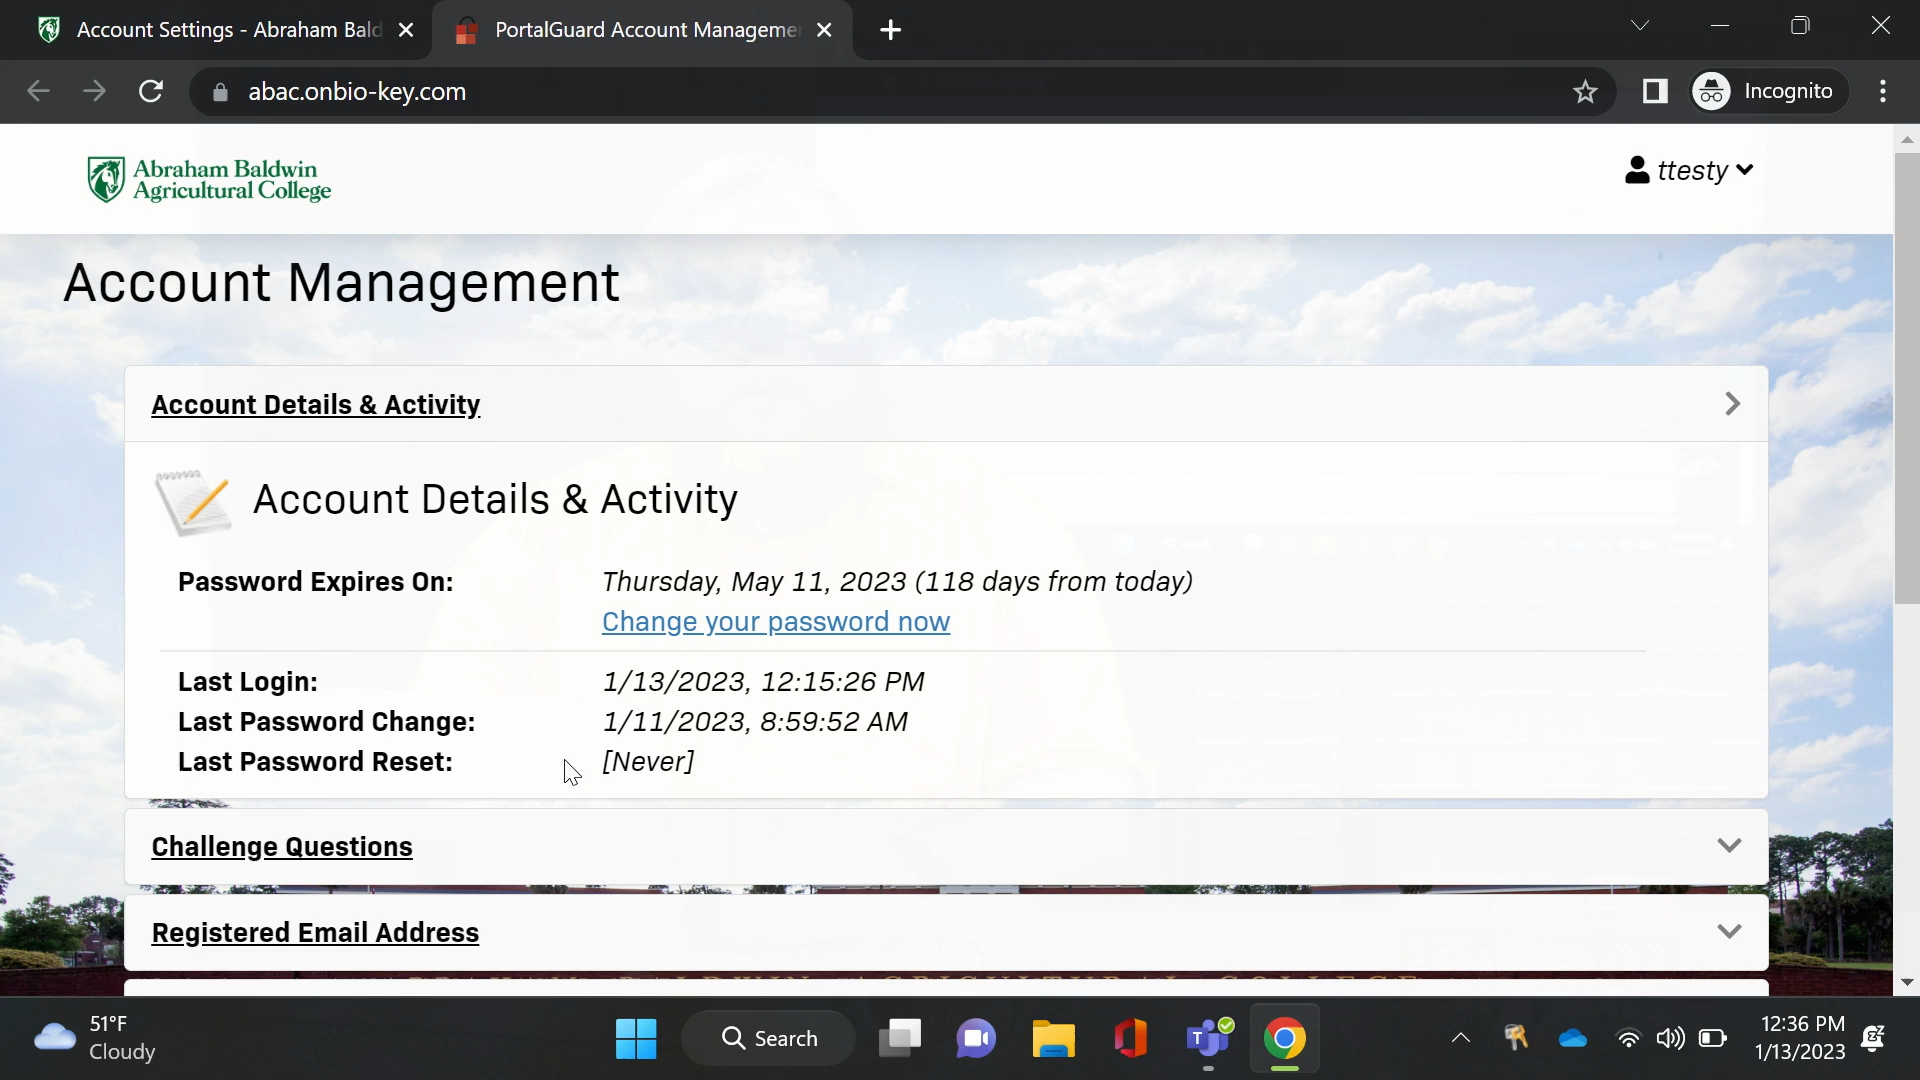 Account Settings - Abraham Bald
PortalGuard Account Manageme
abac.onbio-key.com
Incognito
Abraham Baldwin
Agricultural College
ttesty
Account Management
Account Details & Activity
Account Details & Activity
Password Expires On:
Thursday, May 11, 2023 (118 days from today)
Change your password now
Last Login:
1/13/2023, 12:15:26 PM
Last Password Change:
1/11/2023, 8:59:52 AM
Last Password Reset:
[Never]
Challenge Questions
Registered Email Address
51°F
Cloudy
Search
12:36 PM
1/13/2023